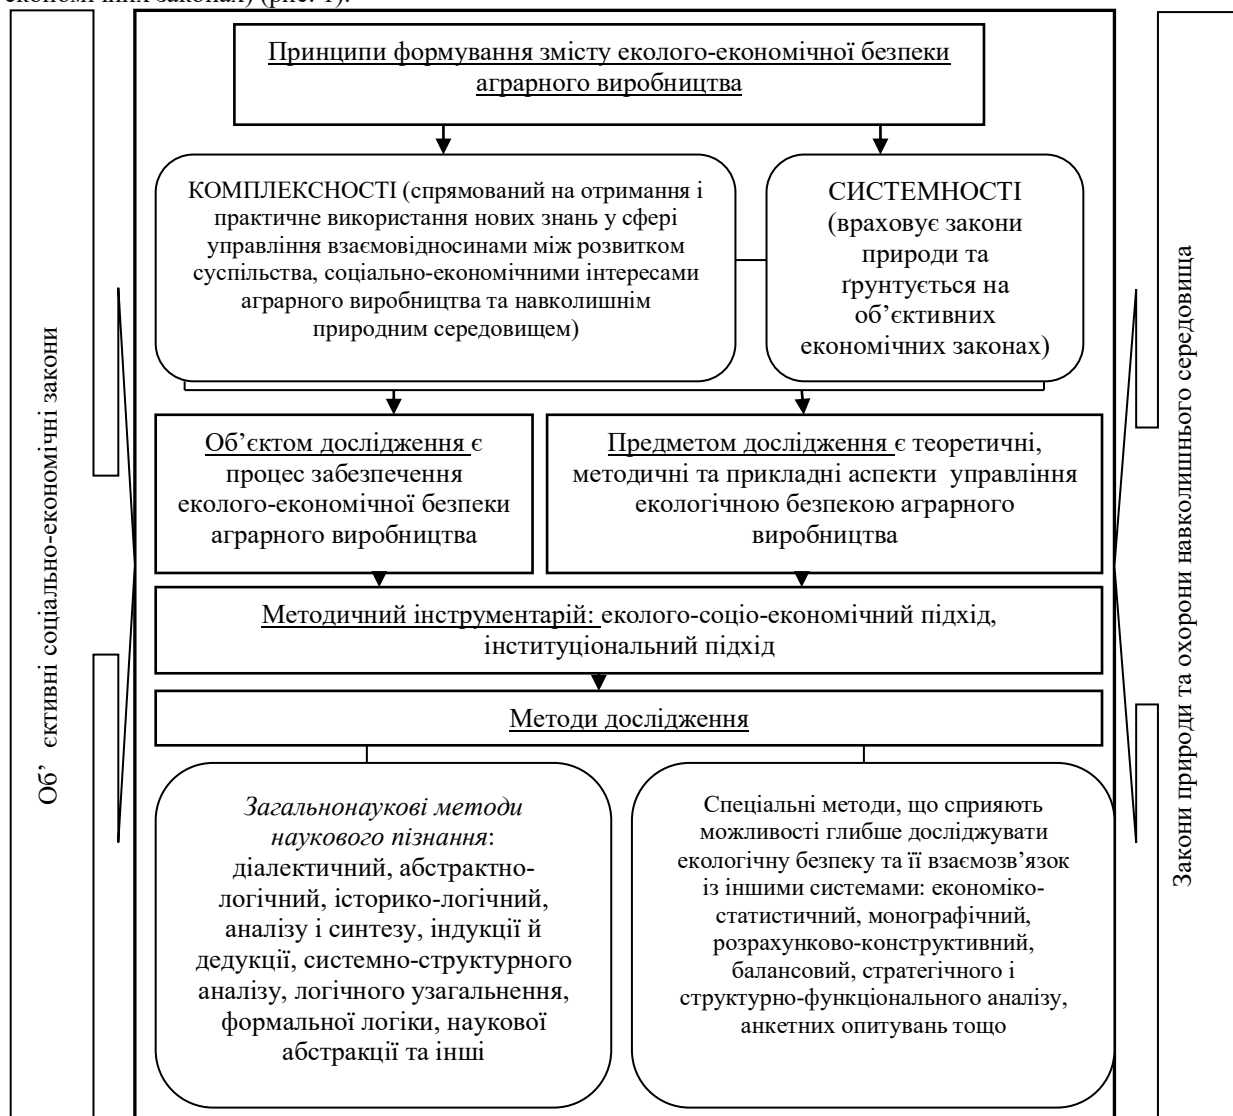 економічних законах) (рис. 1).
Принципи формування змісту еколого-економічної безпеки
аграрного виробництва
КОМПЛЕКСНОСТІ (спрямований на отримання і
практичне використання нових знань у сфері
управління взаємовідносинами між розвитком
суспільства, соціально-економічними інтересами
аграрного виробництва та навколишнім
природним середовищем)
СИСТЕМНОСТІ
(враховує закони
природи та
ґрунтується на
об’єктивних
економічних законах)
Об’єктом дослідження є
процес забезпечення
еколого-економічної безпеки
аграрного виробництва
Предметом дослідження є теоретичні,
методичні та прикладні аспекти  управління
екологічною безпекою аграрного
виробництва
Методичний інструментарій: еколого-соціо-економічний підхід,
інституціональний підхід
Методи дослідження
Загальнонаукові методи
наукового пізнання:
діалектичний, абстрактно-
логічний, історико-логічний,
аналізу і синтезу, індукції й
дедукції, системно-структурного
аналізу, логічного узагальнення,
формальної логіки, наукової
абстракції та інші
Спеціальні методи, що сприяють
можливості глибше досліджувати
екологічну безпеку та її взаємозв’язок
із іншими системами: економіко-
статистичний, монографічний,
розрахунково-конструктивний,
балансовий, стратегічного і
структурно-функціонального аналізу,
анкетних опитувань тощо
Об’ єктивні соціально-економічні закони
Закони природи та охорони навколишнього середовища